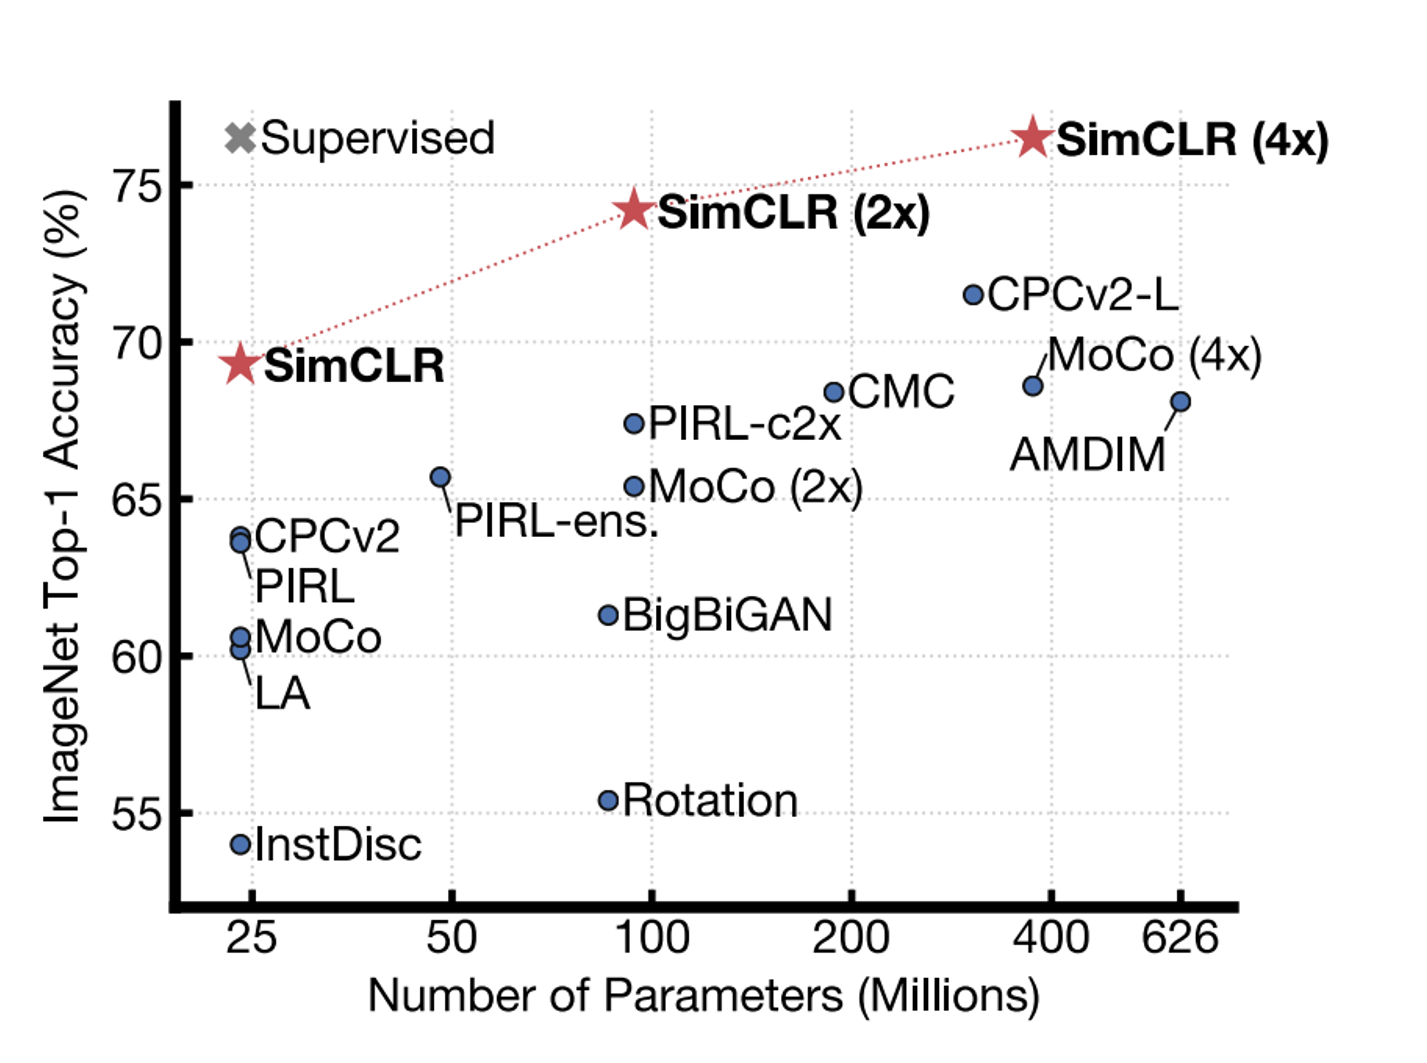 Supervised
SimCLR (4x)
75
SimCLR (2x)
CPCv2-L
70
MoCo (4x)
SimCLR
CMC
PIRL-c2x
AMDIM
65
MoCo (2x)
PIRL-ens.
CPCv2
PIRL
BigBiGAN
MoCo
60
LA
Rotation
55
InstDisc
25 50 100 200 400 626
Number of Parameters (Millions)
ImageNet Top-1 Accuracy (%)